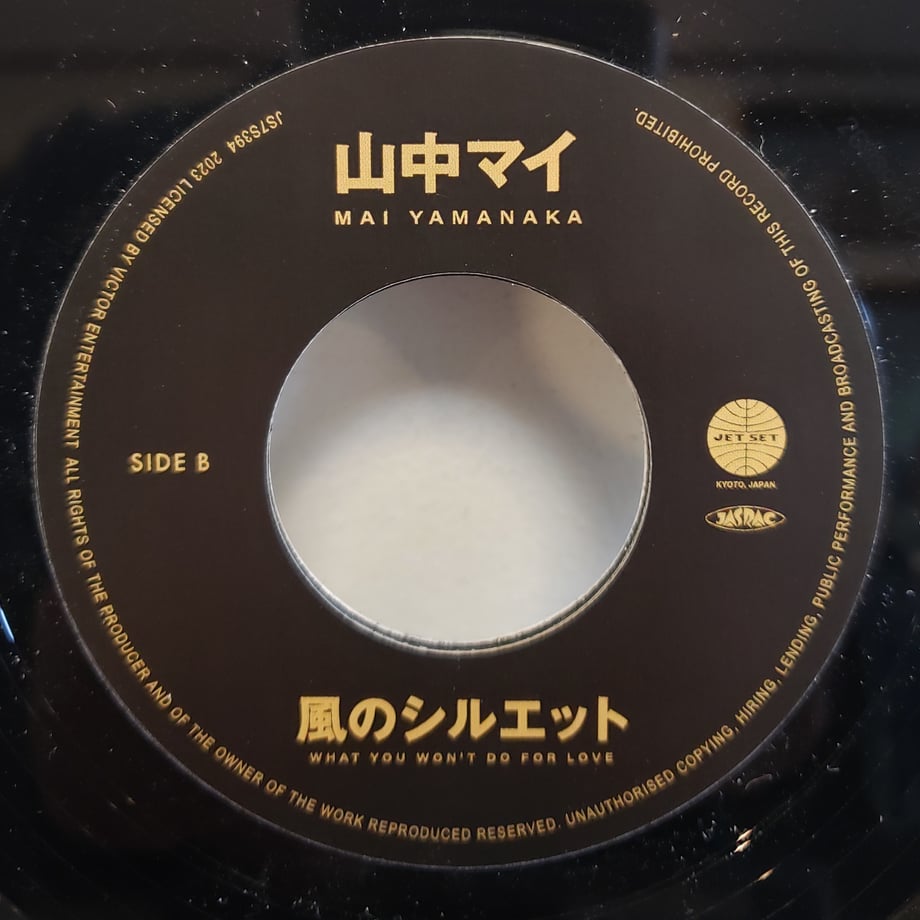 山中マイ
MAI YAMANAKA
SIDE B
JET SET
KYOTO, JAPAN.
JASRAC
風のシルエット
WHAT YOU WON'T DO FOR LOVE
JS7S394 2023 LICENSED BY VICTOR ENTERTAINMENT ALL RIGHTS OF THE PRODUCER AND OF THE OWNER OF THE WORK REPRODUCED RESERVED. UNAUTHORISED COPYING, HIRING, LENDING, PUBLIC PERFORMANCE AND BROADCASTING OF THIS RECORD PROHIBITED.